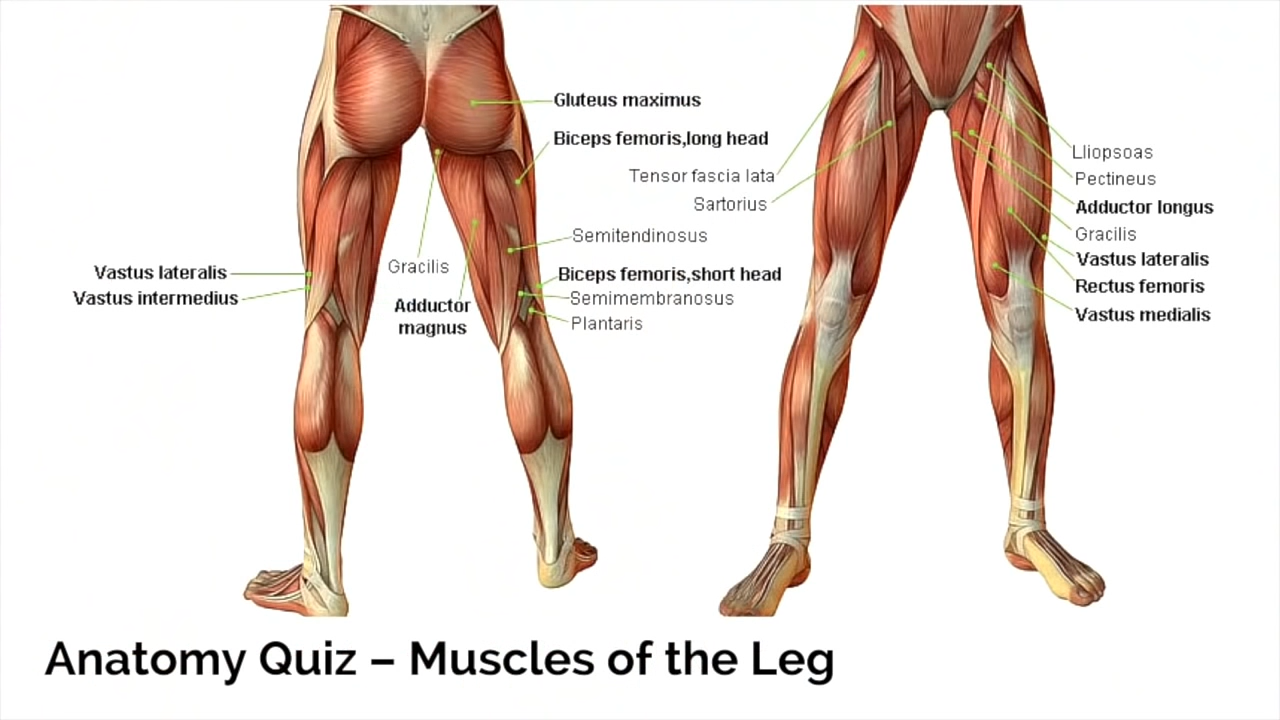 Gluteus maximus
Biceps femoris,long head
Tensor fascia lata
Sartorius
Semitendinosus
Gracilis
Biceps femoris,short head
Vastus lateralis
Vastus intermedius
Semimembranosus
Adductor
magnus
Plantaris
Lliopsoas
Pectineus
Adductor longus
Gracilis
Vastus lateralis
Rectus femoris
Vastus medialis
Anatomy Quiz – Muscles of the Leg